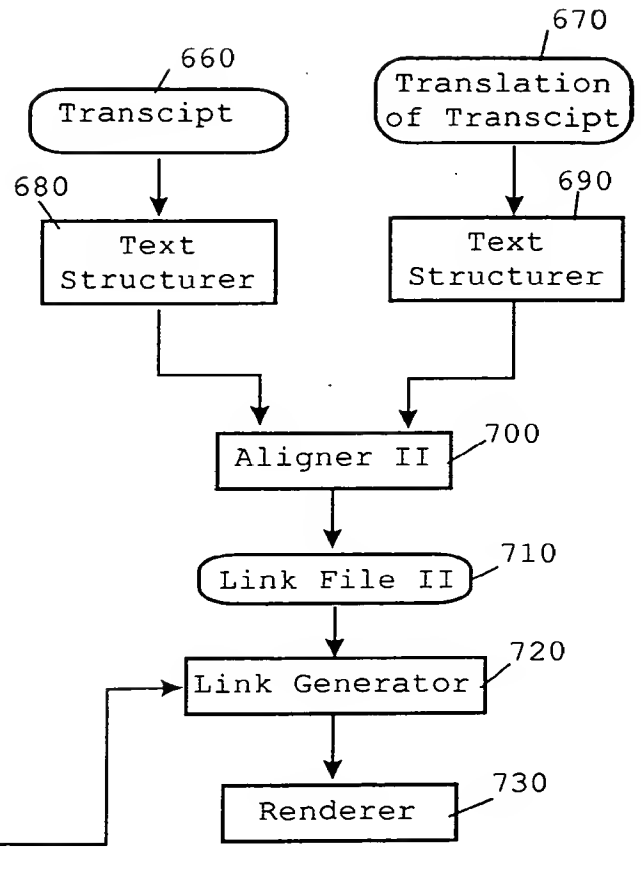 660
670
Transcipt
Translation
of Transcipt
680
690
Text
Structurer
Text
Structurer
700
Aligner II
710
Link File II
720
Link Generator
730
Renderer